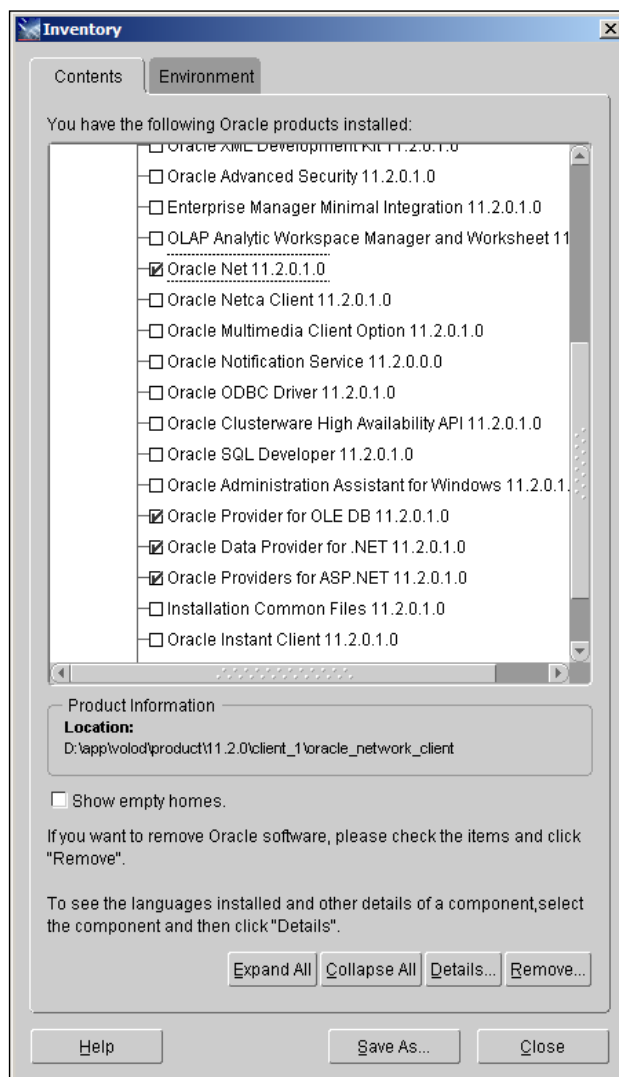 Inventory
Contents
Environment
You have the following Oracle products installed:
Oracle XML Development Kit 11.2.0.1.0
Oracle Advanced Security 11.2.0.1.0
Enterprise Manager Minimal Integration 11.2.0.1.0
OLAP Analytic Workspace Manager and Worksheet 11
Oracle Net 11.2.0.1.0
Oracle Netca Client 11.2.0.1.0
Oracle Multimedia Client Option 11.2.0.1.0
Oracle Notification Service 11.2.0.0.0
Oracle ODBC Driver 11.2.0.1.0
Oracle Clusterware High Availability API 11.2.0.1.0
Oracle SQL Developer 11.2.0.1.0
Oracle Administration Assistant for Windows 11.2.0.1.
Oracle Provider for OLE DB 11.2.0.1.0
Oracle Data Provider for .NET 11.2.0.1.0
Oracle Providers for ASP.NET 11.2.0.1.0
Installation Common Files 11.2.0.1.0
Oracle Instant Client 11.2.0.1.0
Product Information
Location:
D:\app\volod\product\11.2.0\client_1\oracle_network_client
Show empty homes.
If you want to remove Oracle software, please check the items and click
"Remove".
To see the languages installed and other details of a component,select
the component and then click "Details".
Expand All Collapse All Details... Remove...
Help Save As... Close